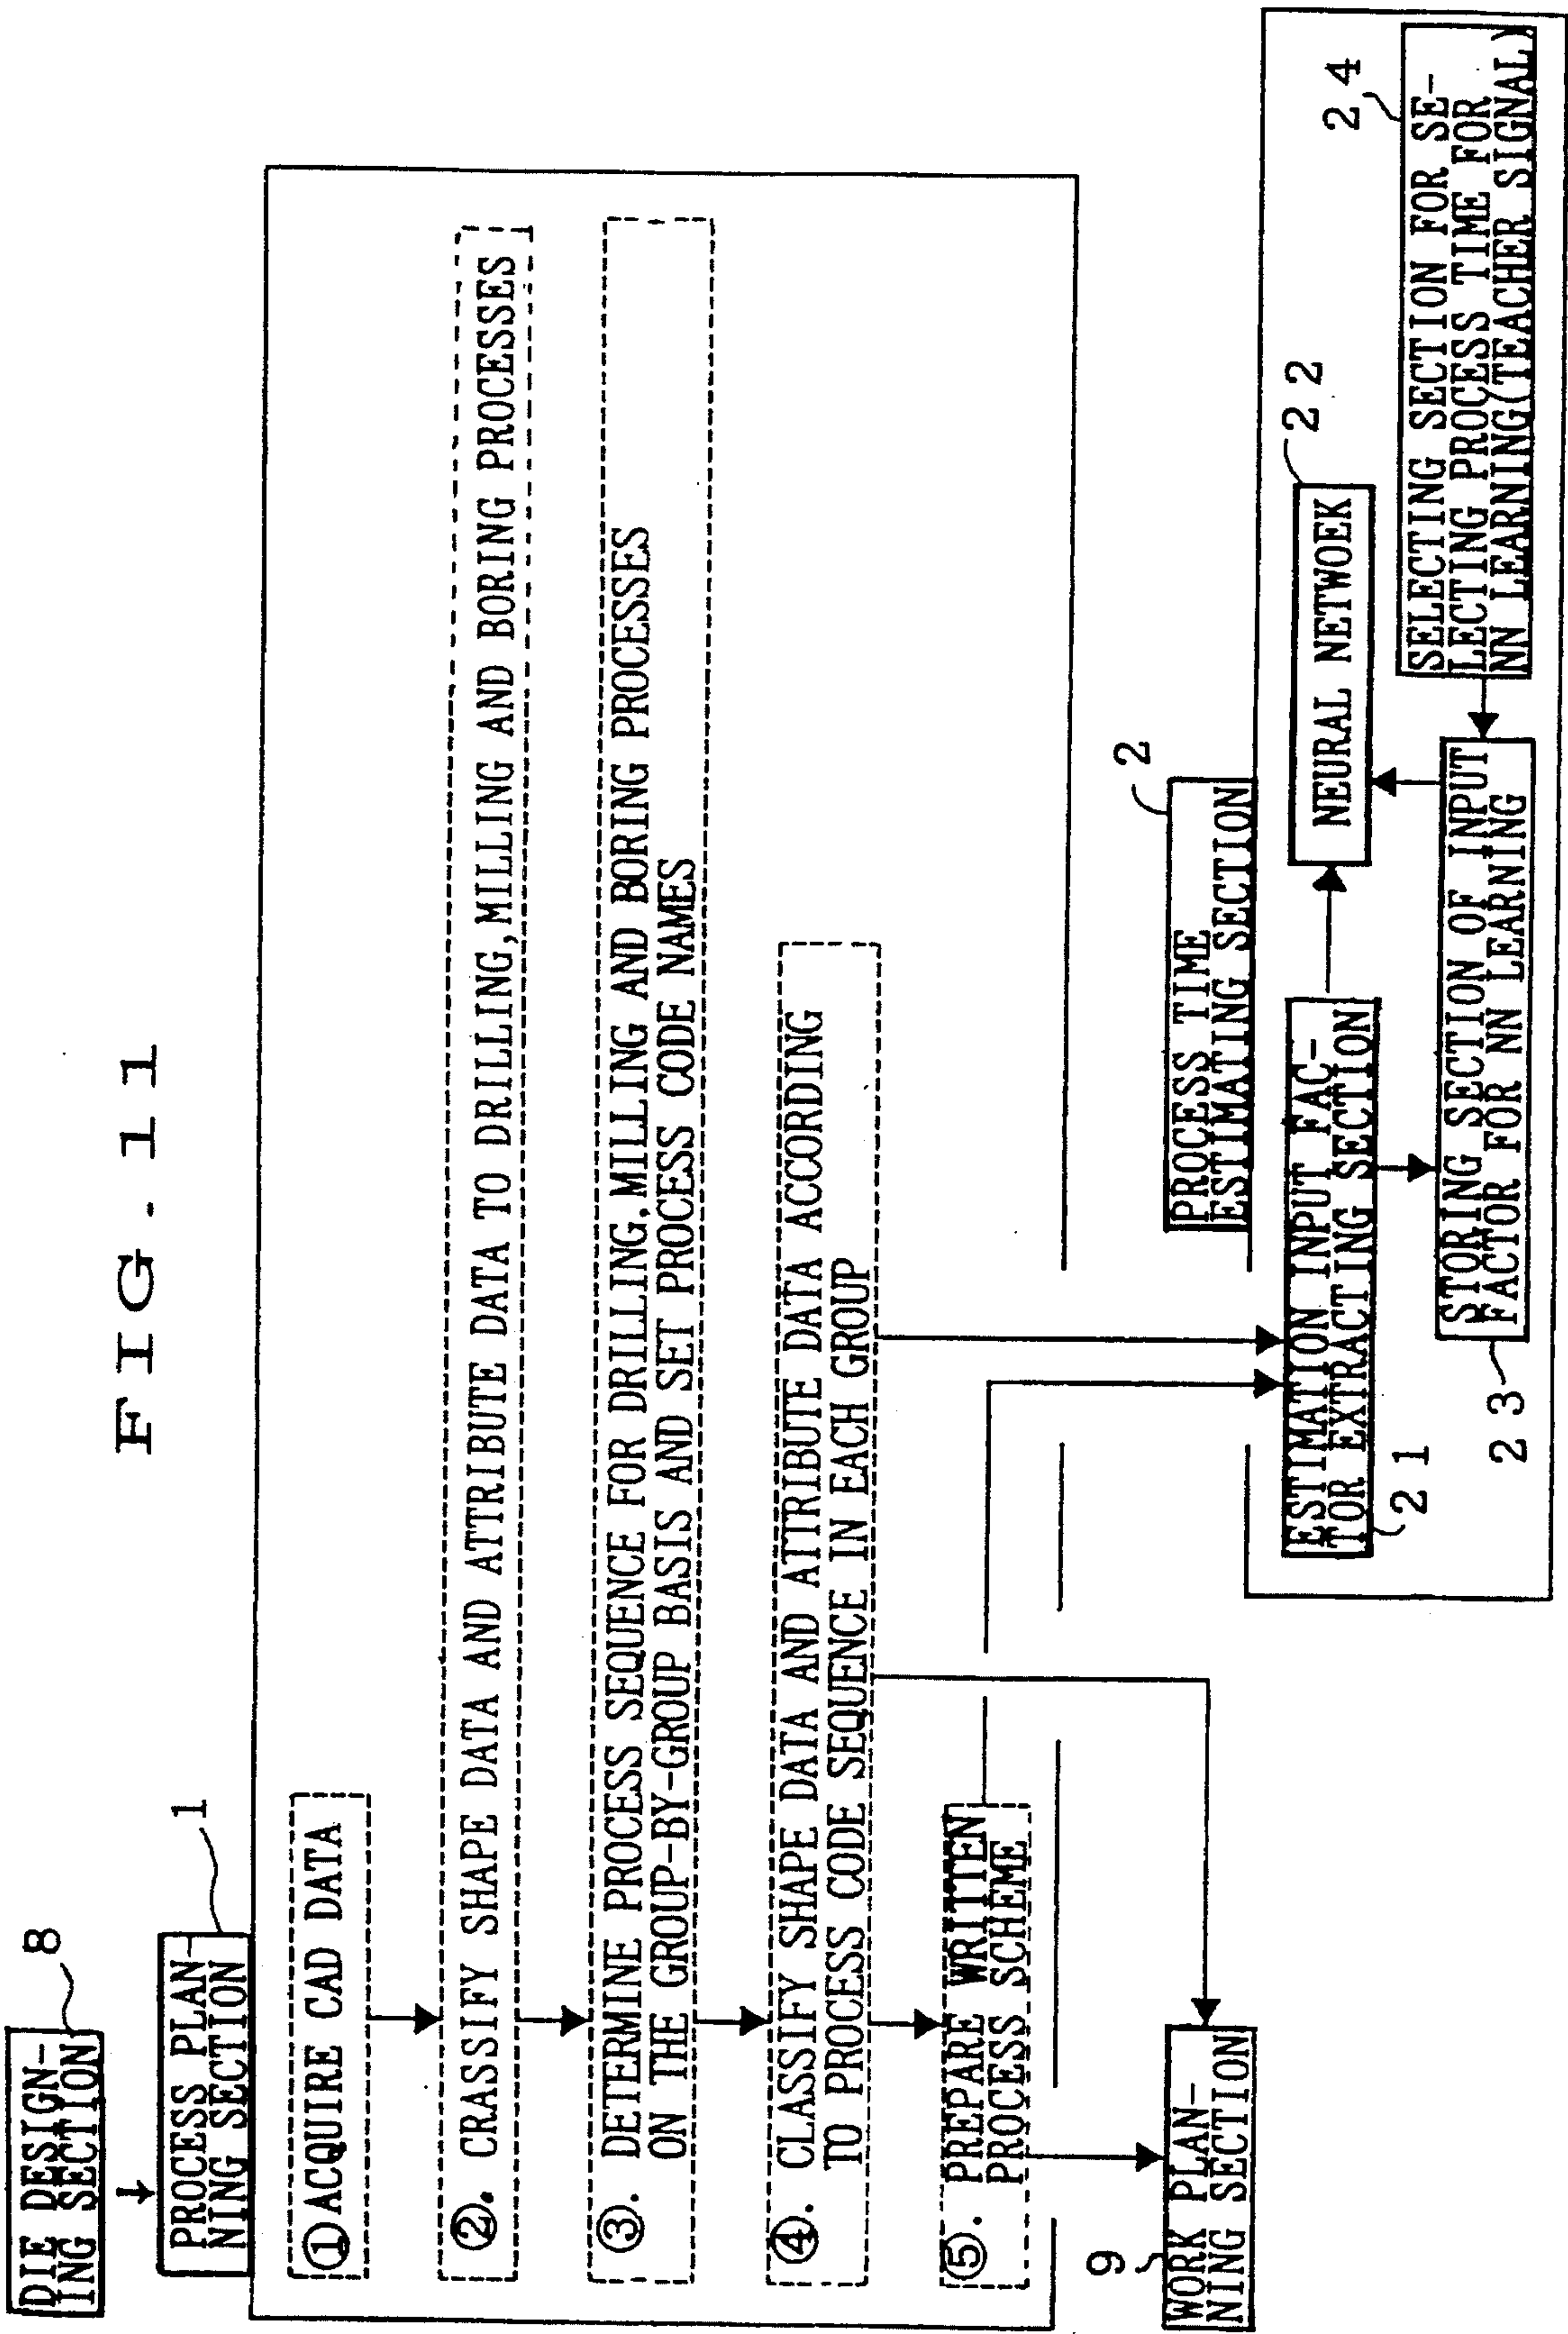 FIG. 11
DIE DESIGN-
ING SECTION
8
PROCESS PLAN-
NING SECTION
1
① ACQUIRE CAD DATA
②. CRASSIFY SHAPE DATA AND ATTRIBUTE DATA TO DRILLING,MILLING AND BORING PROCESSES
③. DETERMINE PROCESS SEQUENCE FOR DRILLING,MILLING AND BORING PROCESSES
ON THE GROUP-BY-GROUP BASIS AND SET PROCESS CODE NAMES
④. CLASSIFY SHAPE DATA AND ATTRIBUTE DATA ACCORDING
TO PROCESS CODE SEQUENCE IN EACH GROUP
⑤. PREPARE WRITTEN
PROCESS SCHEME
9
WORK PLAN-
NING SECTION
PROCESS TIME
ESTIMATING SECTION
2
ESTIMATION INPUT FAC-
TOR EXTRACTING SECTION
21
NEURAL NETWOEK
22
STORING SECTION OF INPUT
FACTOR FOR NN LEARNING
23
SELECTING SECTION FOR SE-
LECTING PROCESS TIME FOR
NN LEARNING(TEACHER SIGNAL)
24